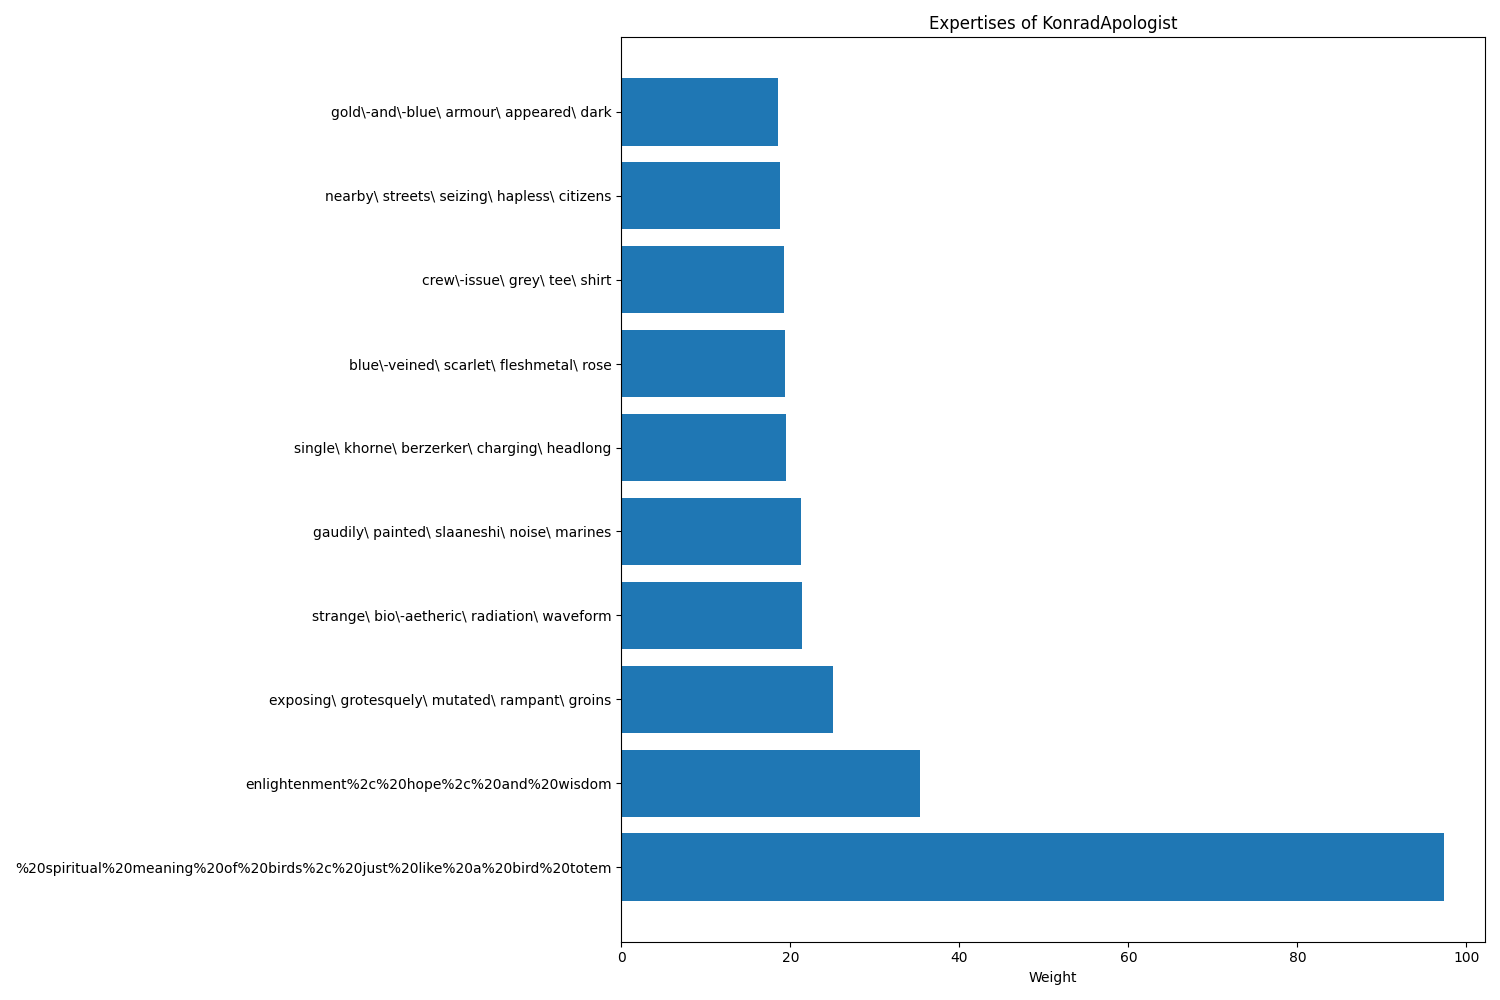 Expertises of KonradApologist
gold\-and\-blue\ armour\ appeared\ dark
nearby\ streets\ seizing\ hapless\ citizens
crew\-issue\ grey\ tee\ shirt
blue\-veined\ scarlet\ fleshmetal\ rose
single\ khorne\ berzerker\ charging\ headlong
gaudily\ painted\ slaaneshi\ noise\ marines
strange\ bio\-aetheric\ radiation\ waveform
exposing\ grotesquely\ mutated\ rampant\ groins
enlightenment%2c%20hope%2c%20and%20wisdom
%20spiritual%20meaning%20of%20birds%2c%20just%20like%20a%20bird%20totem
0 20 40 60 80 100
Weight